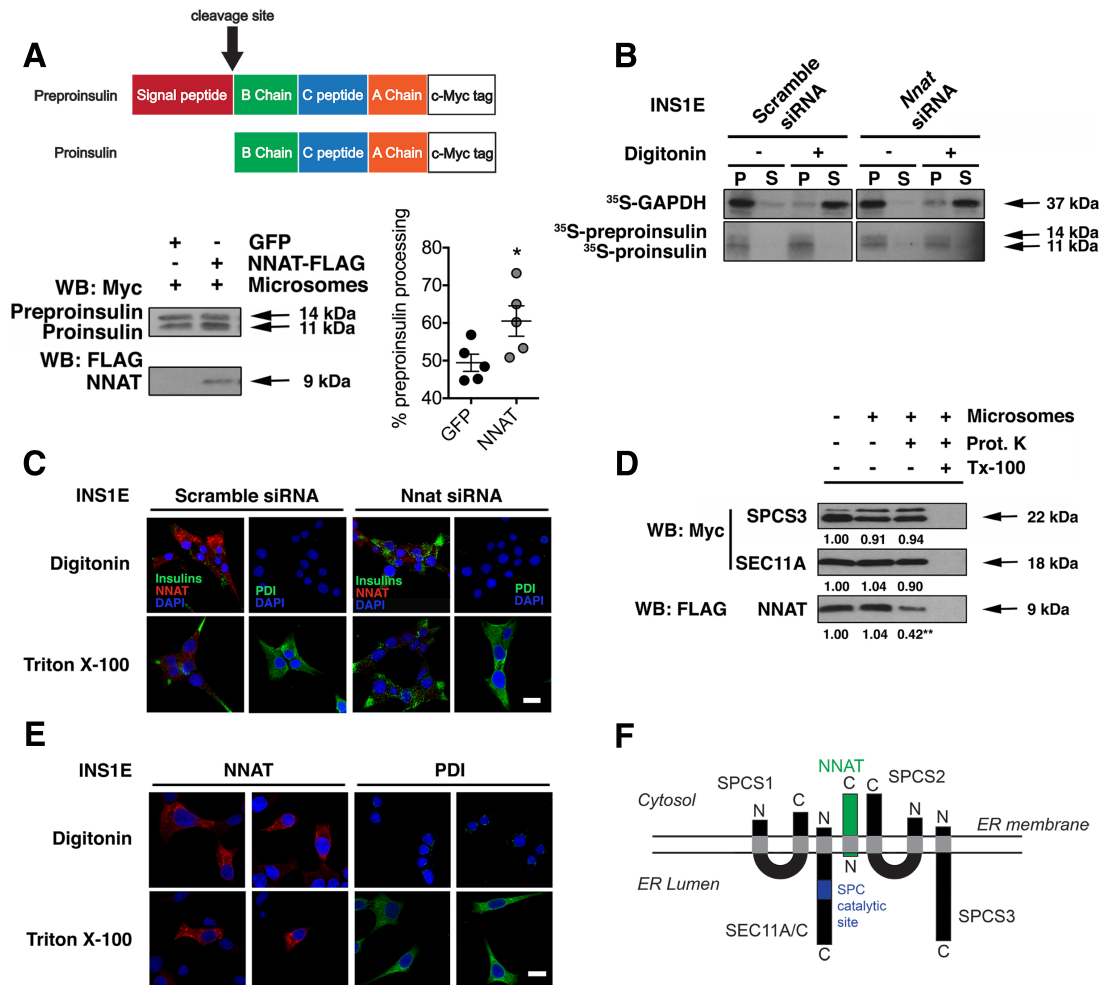 A
cleavage site
Preproinsulin
Signal peptide B Chain C peptide A Chain c-Myc tag
Proinsulin
B Chain C peptide A Chain c-Myc tag
+ - GFP
- + NNAT-FLAG
WB: Myc + + Microsomes
Preproinsulin 14 kDa
Proinsulin 11 kDa
WB: FLAG
NNAT 9 kDa
% preproinsulin processing
80
70
60
50
40
*
GFP NNAT
B
INS1E
Scramble siRNA
Nnat siRNA
Digitonin - + - +
P S P S P S P S
35S-GAPDH 37 kDa
35S-preproinsulin 14 kDa
35S-proinsulin 11 kDa
C
INS1E Scramble siRNA Nnat siRNA
Digitonin
Insulins
NNAT
DAPI
PDI
DAPI
Insulins
NNAT
DAPI
PDI
DAPI
Triton X-100
D
- + + + Microsomes
+ + Prot. K
- - - + Tx-100
WB: Myc
SPCS3 22 kDa
1.00 0.91 0.94
SEC11A 18 kDa
1.00 1.04 0.90
WB: FLAG NNAT 9 kDa
1.00 1.04 0.42**
E
INS1E NNAT PDI
Digitonin
Triton X-100
F
NNAT
SPCS1 C SPCS2
Cytosol N C N C N N
ER membrane
ER Lumen N
SPC
catalytic
site
SEC11A/C
SPCS3
C C